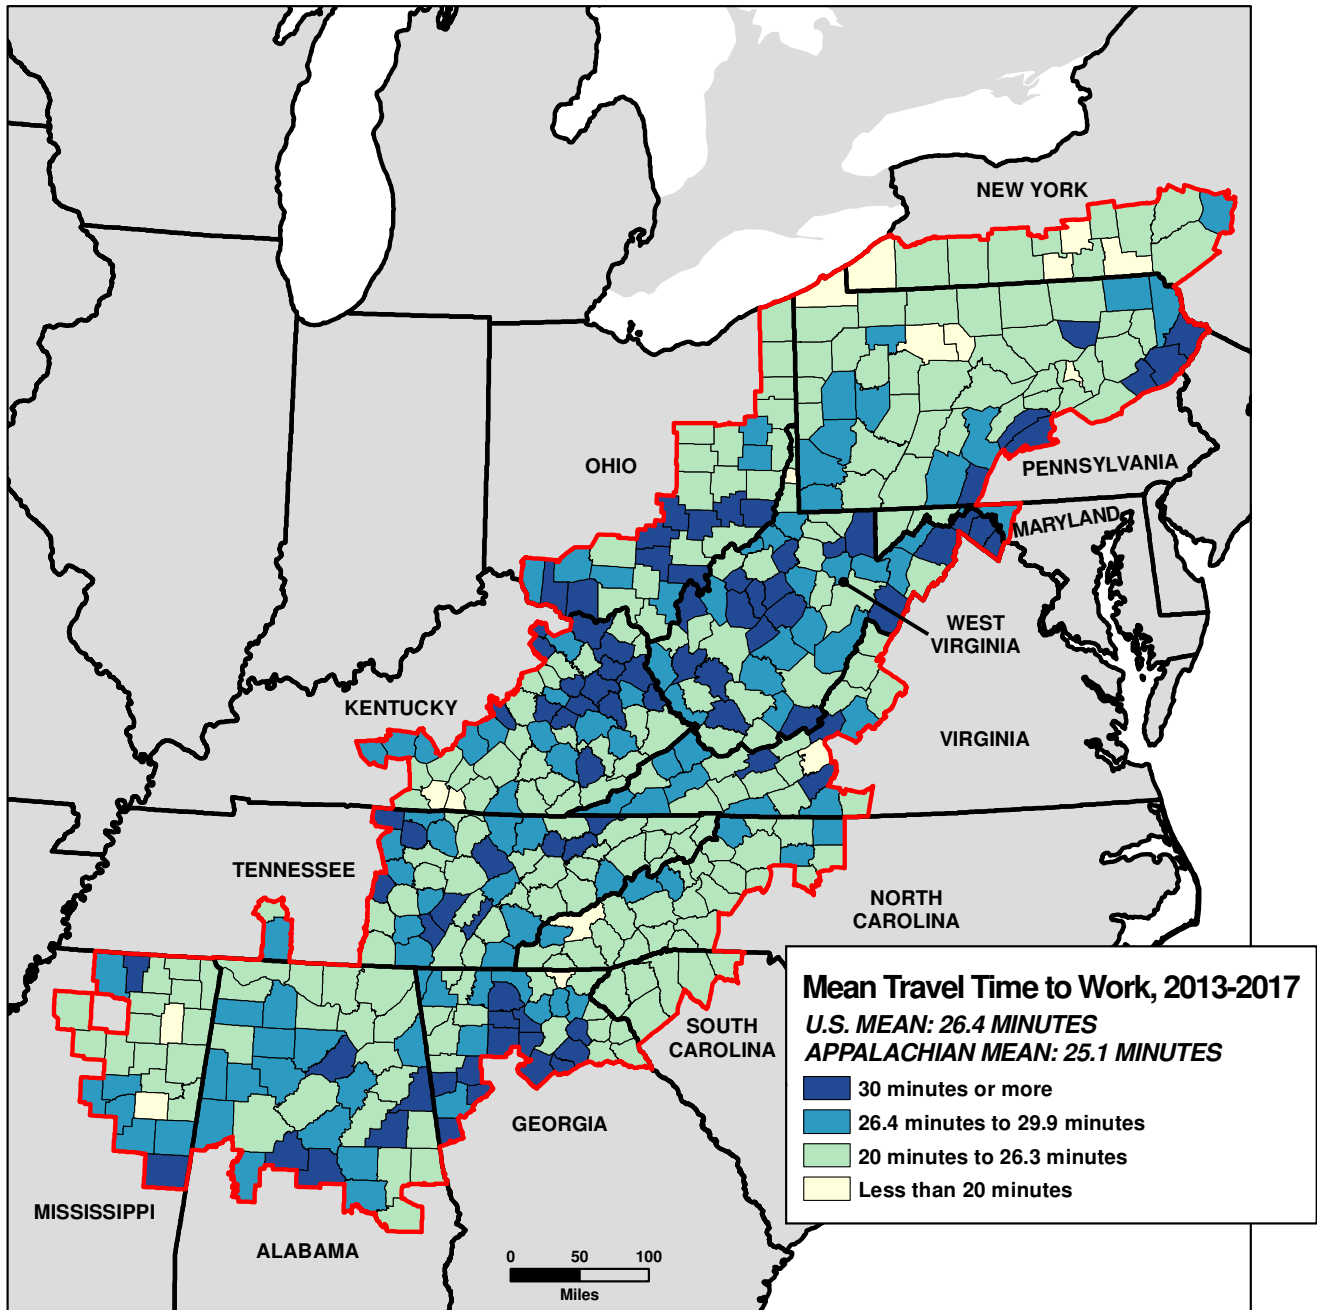 NEW YORK
OHIO
PENNSYLVANIA
MARYLAND
WEST
VIRGINIA
KENTUCKY
VIRGINIA
TENNESSEE
NORTH
CAROLINA
SOUTH
CAROLINA
GEORGIA
MISSISSIPPI
ALABAMA
Mean Travel Time to Work, 2013-2017
U.S. MEAN: 26.4 MINUTES
APPALACHIAN MEAN: 25.1 MINUTES
30 minutes or more
26.4 minutes to 29.9 minutes
20 minutes to 26.3 minutes
Less than 20 minutes
0 50 100
Miles